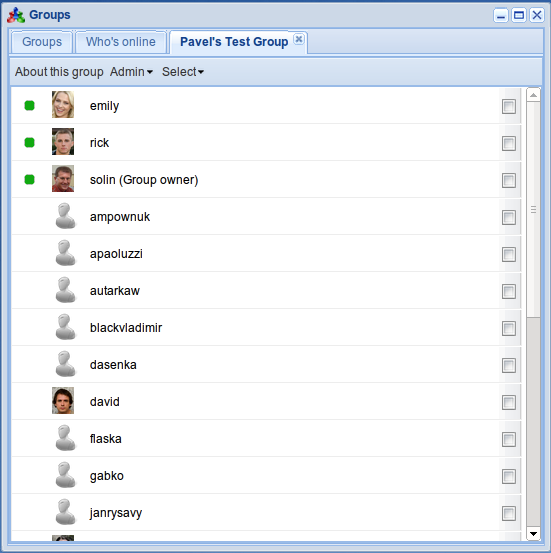 Groups
Groups Who's online Pavel's Test Group
About this group Admin Select
emily
rick
solin (Group owner)
ampownuk
apaoluzzi
autarkaw
blackvladimir
dasenka
david
flaska
gabko
janrysavy